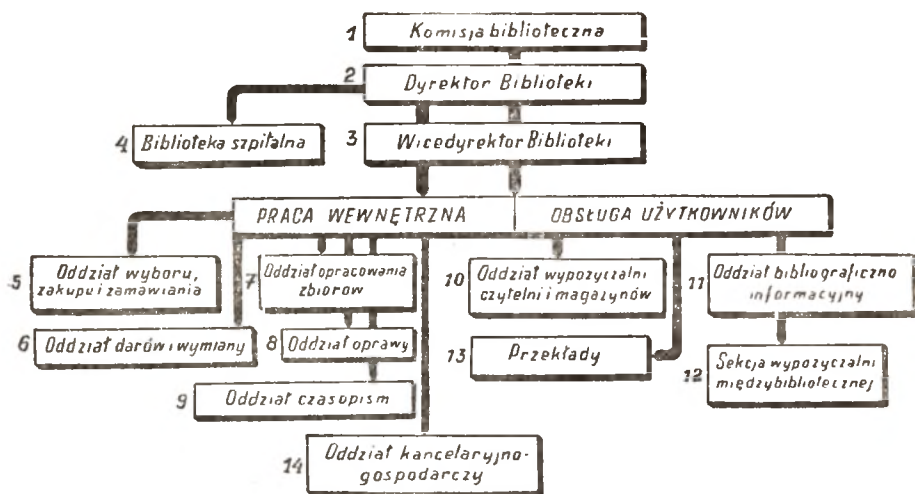 1 Komisja biblioteczna
2 Dyrektor Biblioteki
4 Biblioteka szpitalna
3 Wicedyrektor Biblioteki
PRACA WEWNĘTRZNA
OBSŁUGA UŻYTKOWNIKÓW
5 Oddział wyboru,
zakupu i zamawiania
7 Oddział opracowania
zbiorów
10 Oddział wypożyczalni
czytelni i magazynów
11 Oddział bibliograficzno
informacyjny
6 Oddział darów i wymiany
8 Oddział oprawy
13 Przekłady
12 Sekcja wypożyczalni
międzybibliotecznej
9 Oddział czasopism
14 Oddział kancelaryjno-
gospodarczy